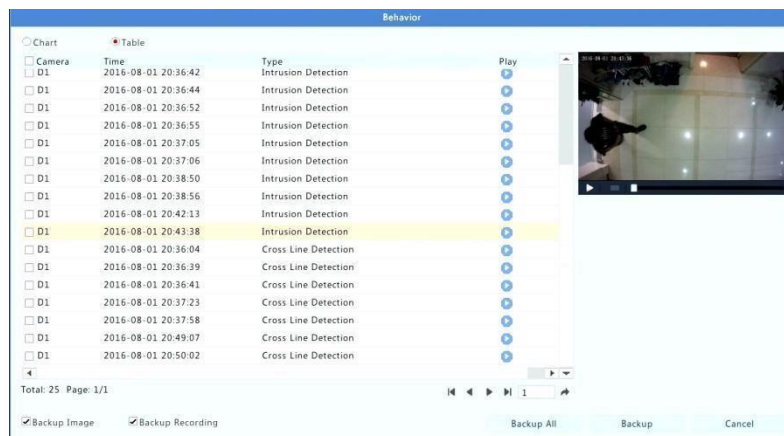 Behavior
Chart Table
Camera Time Type Play
D1 2016-08-01 20:36:42 Intrusion Detection
D1 2016-08-01 20:36:44 Intrusion Detection
D1 2016-08-01 20:36:52 Intrusion Detection
D1 2016-08-01 20:36:55 Intrusion Detection
D1 2016-08-01 20:37:05 Intrusion Detection
D1 2016-08-01 20:37:06 Intrusion Detection
D1 2016-08-01 20:38:50 Intrusion Detection
D1 2016-08-01 20:38:56 Intrusion Detection
D1 2016-08-01 20:42:13 Intrusion Detection
D1 2016-08-01 20:43:38 Intrusion Detection
D1 2016-08-01 20:36:04 Cross Line Detection
D1 2016-08-01 20:36:39 Cross Line Detection
D1 2016-08-01 20:36:41 Cross Line Detection
D1 2016-08-01 20:37:23 Cross Line Detection
D1 2016-08-01 20:37:58 Cross Line Detection
D1 2016-08-01 20:49:07 Cross Line Detection
D1 2016-08-01 20:50:02 Cross Line Detection
Total: 25 Page: 1/1 1
Backup Image Backup Recording Backup All Backup Cancel